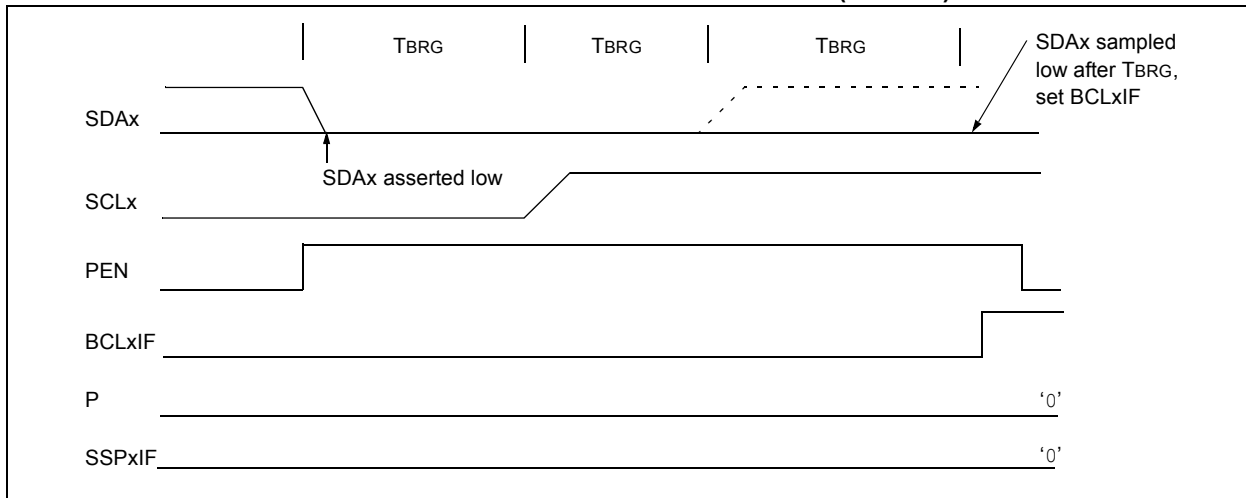 TBRG TBRG TBRG
SDAx sampled
low after TBRG,
set BCLxIF
SDAx
SDAx asserted low
SCLx
PEN
BCLxIF
P '0'
SSPxIF '0'